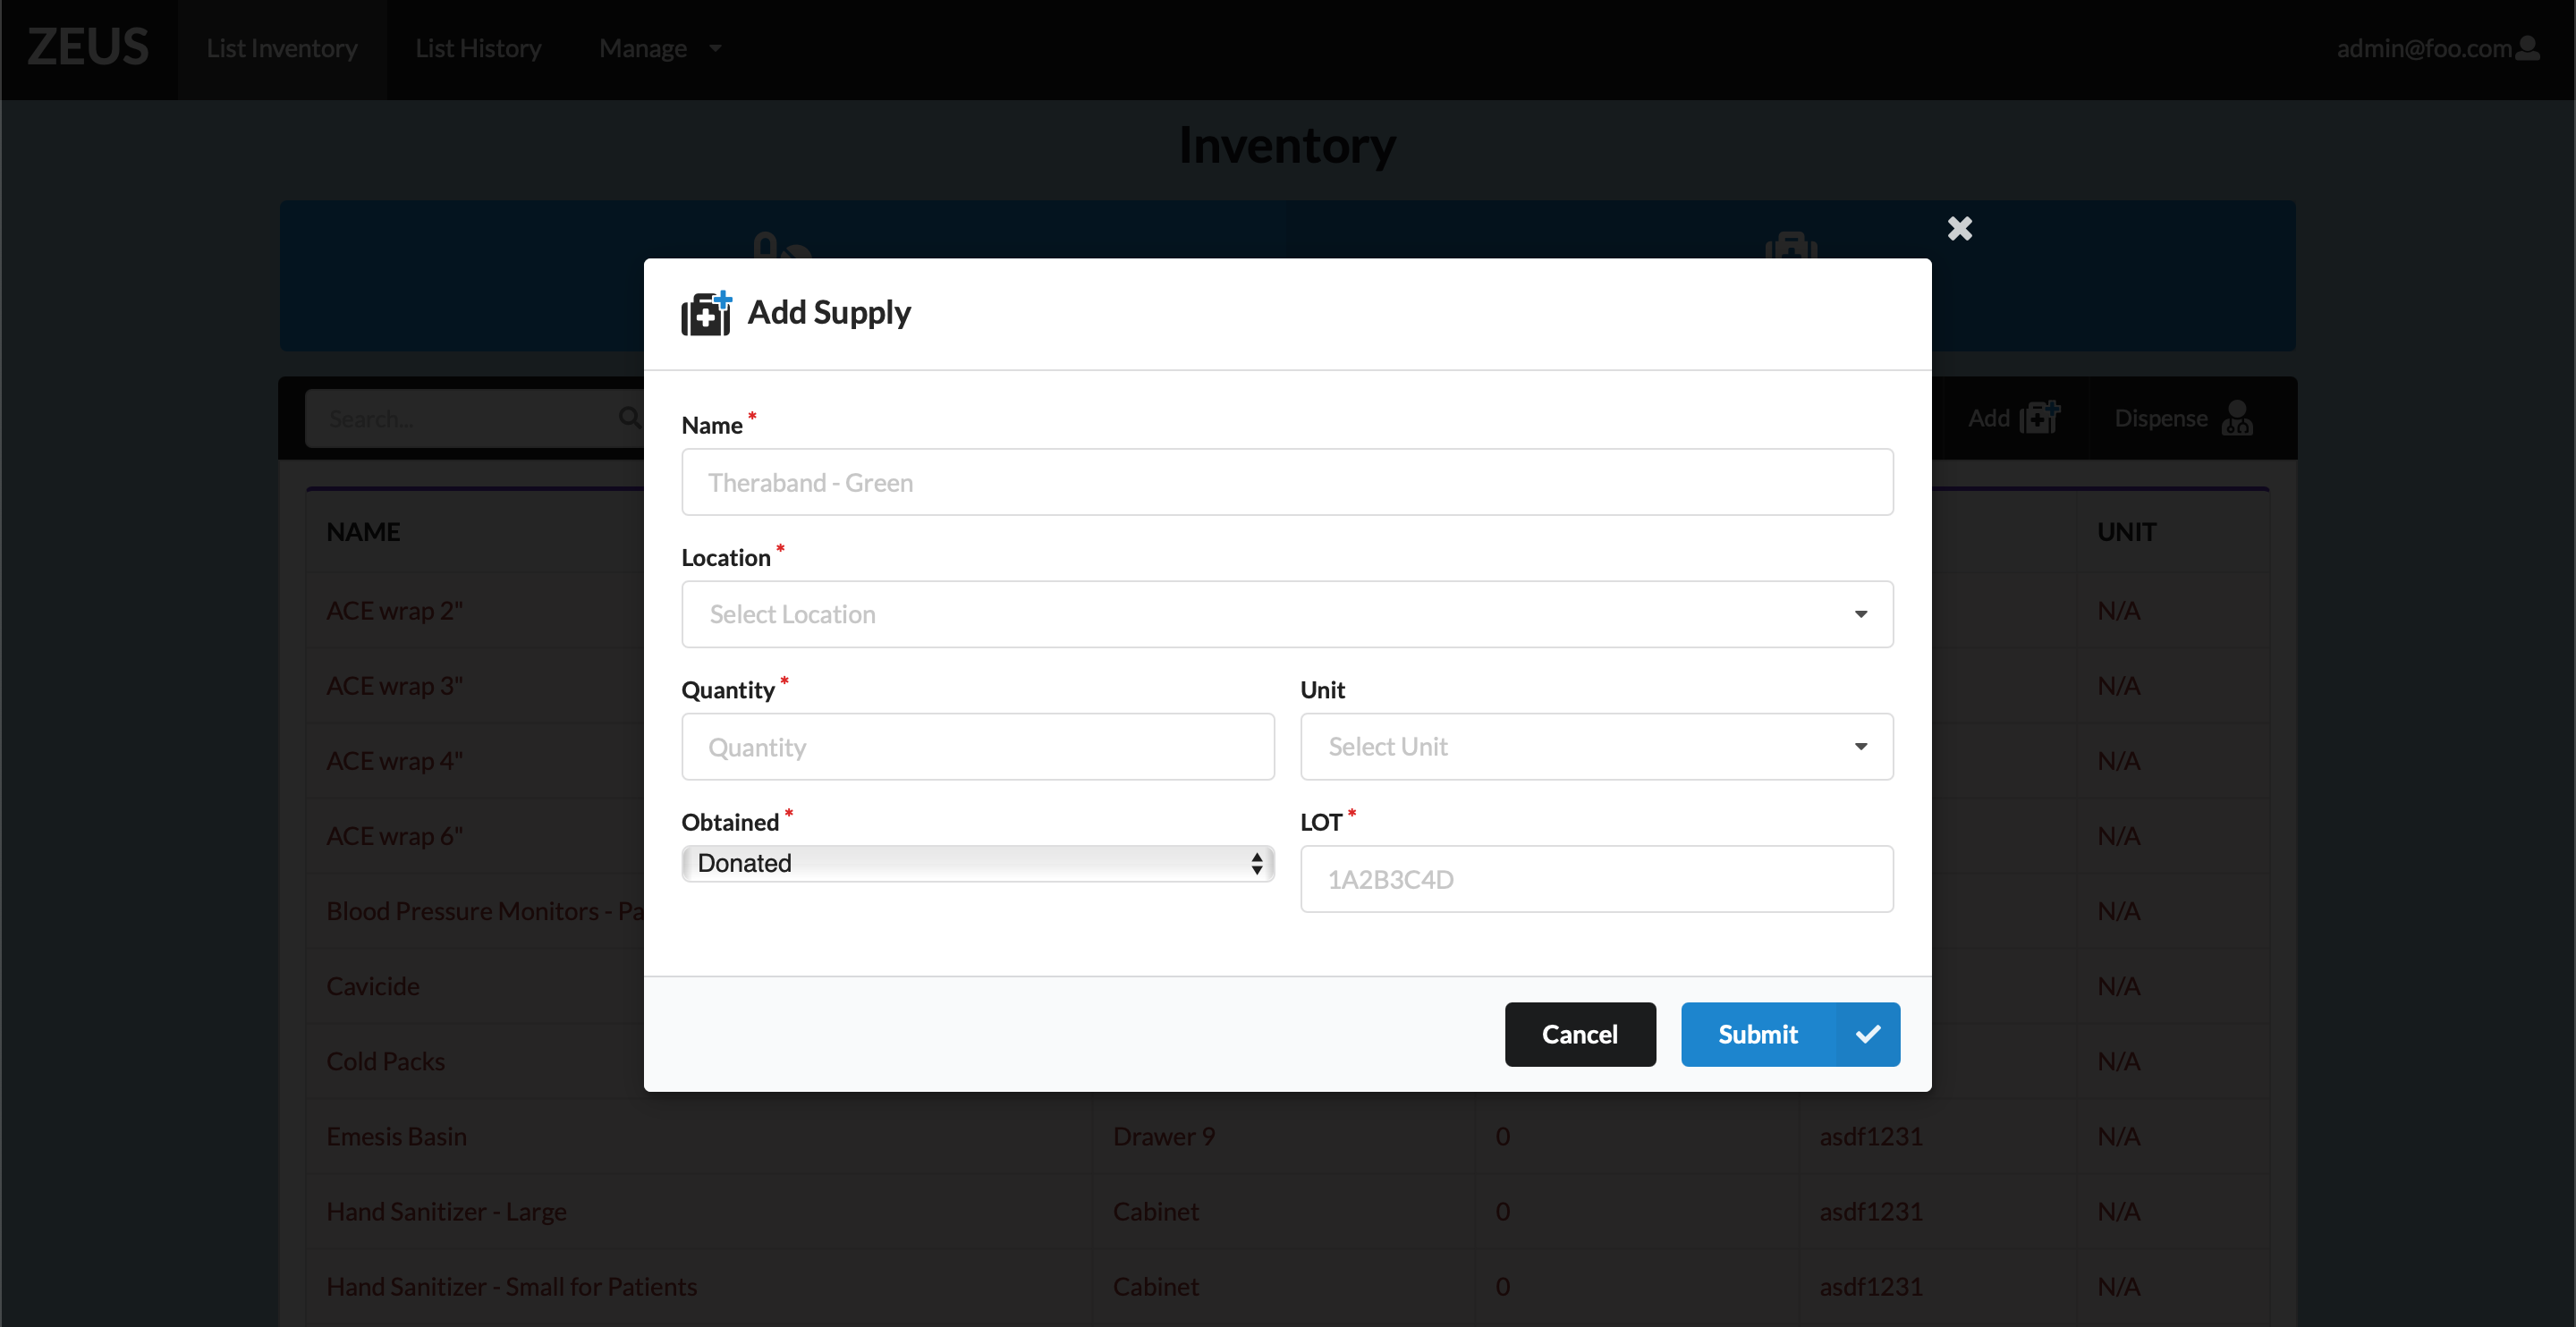 ZEUS List Inventory List History Manage admin@foo.com
Inventory
Add Supply
Name *
Theraband - Green
Location *
Select Location
Quantity * Unit
Quantity Select Unit
Obtained * LOT *
Donated 1A2B3C4D
Cancel Submit
Search... Add Dispense
NAME UNIT
ACE wrap 2" N/A
ACE wrap 3" N/A
ACE wrap 4" N/A
ACE wrap 6" N/A
Blood Pressure Monitors - Pa N/A
Cavicide N/A
Cold Packs N/A
Emesis Basin Drawer 9 0 asdf1231 N/A
Hand Sanitizer - Large Cabinet 0 asdf1231 N/A
Hand Sanitizer - Small for Patients Cabinet 0 asdf1231 N/A